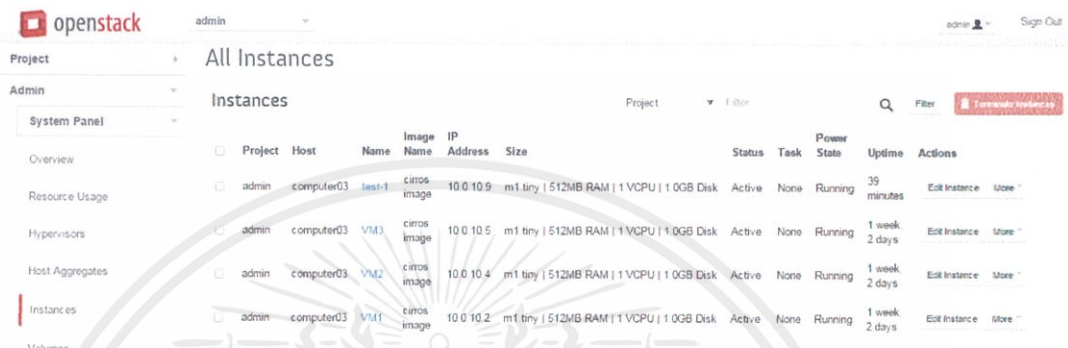 openstack admin admin Sign Out
Project All Instances
Admin Instances Project Filter Filter Terminate Instances
System Panel
Project Host Name Image Name IP Address Size Status Task Power State Uptime Actions
Overview
admin computer03 test-1 cirros image 10.0.10.9 m1.tiny | 512MB RAM | 1 VCPU | 1.0GB Disk Active None Running 39 minutes Edit Instance More
Resource Usage
admin computer03 VM3 cirros image 10.0.10.5 m1.tiny | 512MB RAM | 1 VCPU | 1.0GB Disk Active None Running 1 week, 2 days Edit Instance More
Hypervisors
admin computer03 VM2 cirros image 10.0.10.4 m1.tiny | 512MB RAM | 1 VCPU | 1.0GB Disk Active None Running 1 week, 2 days Edit Instance More
Host Aggregates
Instances
admin computer03 VM1 cirros image 10.0.10.2 m1.tiny | 512MB RAM | 1 VCPU | 1.0GB Disk Active None Running 1 week, 2 days Edit Instance More
Volumes